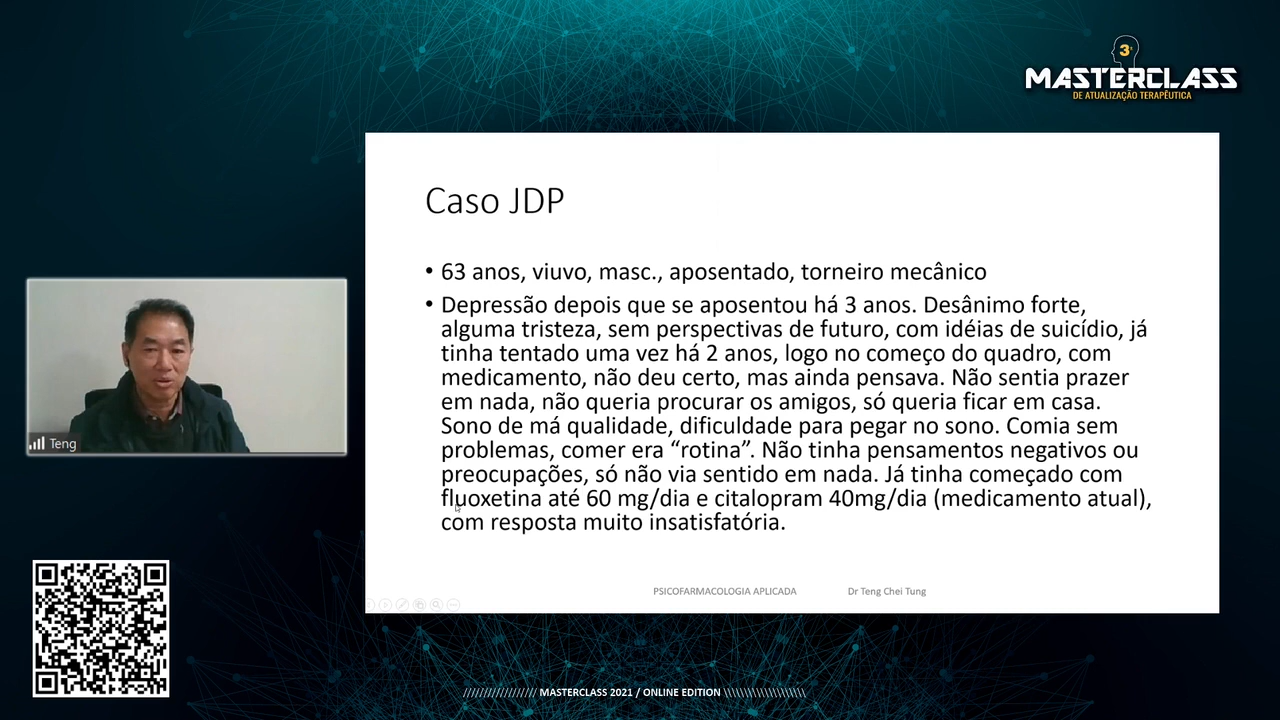 3ª
MASTERCLASS
DE ATUALIZAÇÃO TERAPÊUTICA
Caso JDP
• 63 anos, viuvo, masc., aposentado, torneiro mecânico
• Depressão depois que se aposentou há 3 anos. Desânimo forte,
alguma tristeza, sem perspectivas de futuro, com idéias de suicídio, já
tinha tentado uma vez há 2 anos, logo no começo do quadro, com
medicamento, não deu certo, mas ainda pensava. Não sentia prazer
em nada, não queria procurar os amigos, só queria ficar em casa.
Sono de má qualidade, dificuldade para pegar no sono. Comia sem
problemas, comer era “rotina”. Não tinha pensamentos negativos ou
preocupações, só não via sentido em nada. Já tinha começado com
fluoxetina até 60 mg/dia e citalopram 40mg/dia (medicamento atual),
com resposta muito insatisfatória.
PSICOFARMACOLOGIA APLICADA Dr Teng Chei Tung
Teng
////////////////// MASTERCLASS 2021 / ONLINE EDITION \\\\\\\\\\\\\\\\\\\\